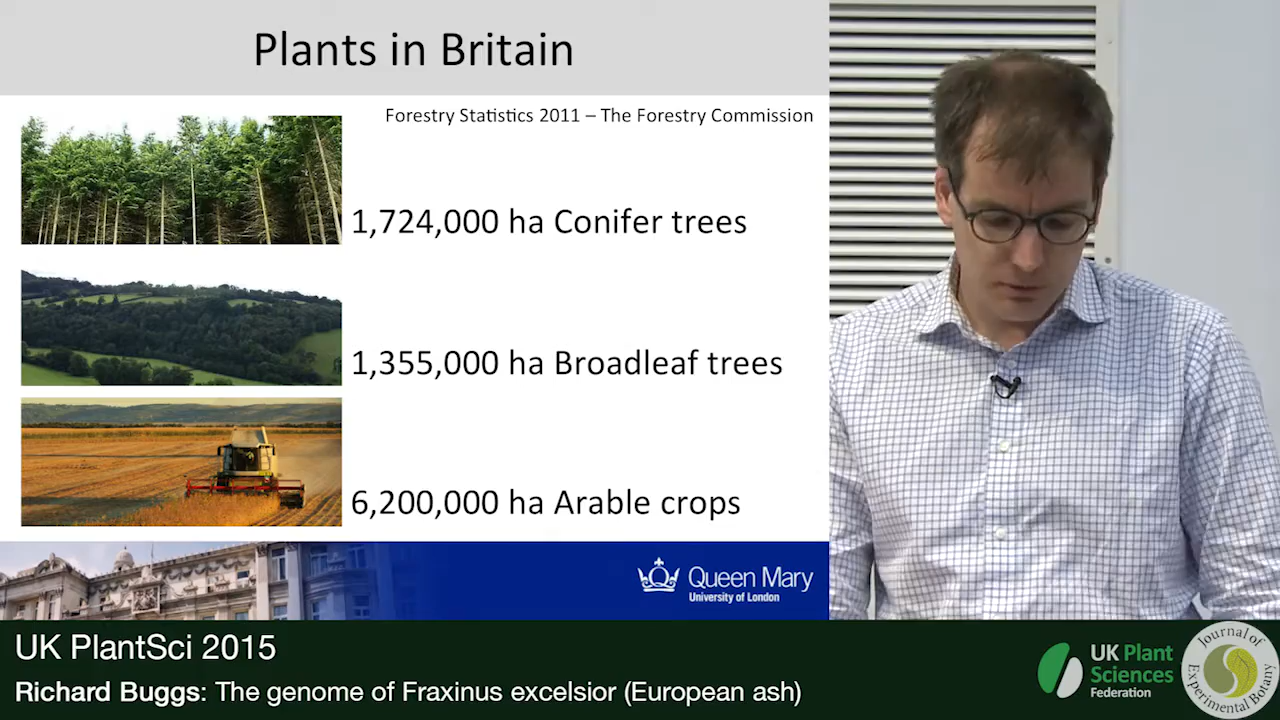 Plants in Britain
Forestry Statistics 2011 – The Forestry Commission
1,724,000 ha Conifer trees
1,355,000 ha Broadleaf trees
6,200,000 ha Arable crops
Queen Mary
University of London
UK PlantSci 2015
Richard Buggs: The genome of Fraxinus excelsior (European ash)
UK Plant
Sciences
Federation
Journal of
Experimental Botany